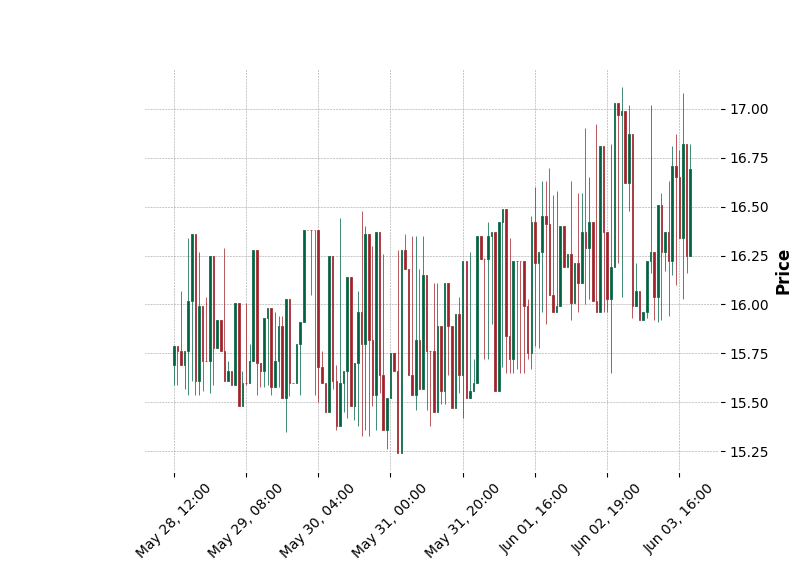 17.00
16.75
16.50
16.25
16.00
15.75
15.50
15.25
Price
May 28, 12:00
May 29, 08:00
May 30, 04:00
May 31, 00:00
May 31, 20:00
Jun 01, 16:00
Jun 02, 19:00
Jun 03, 16:00